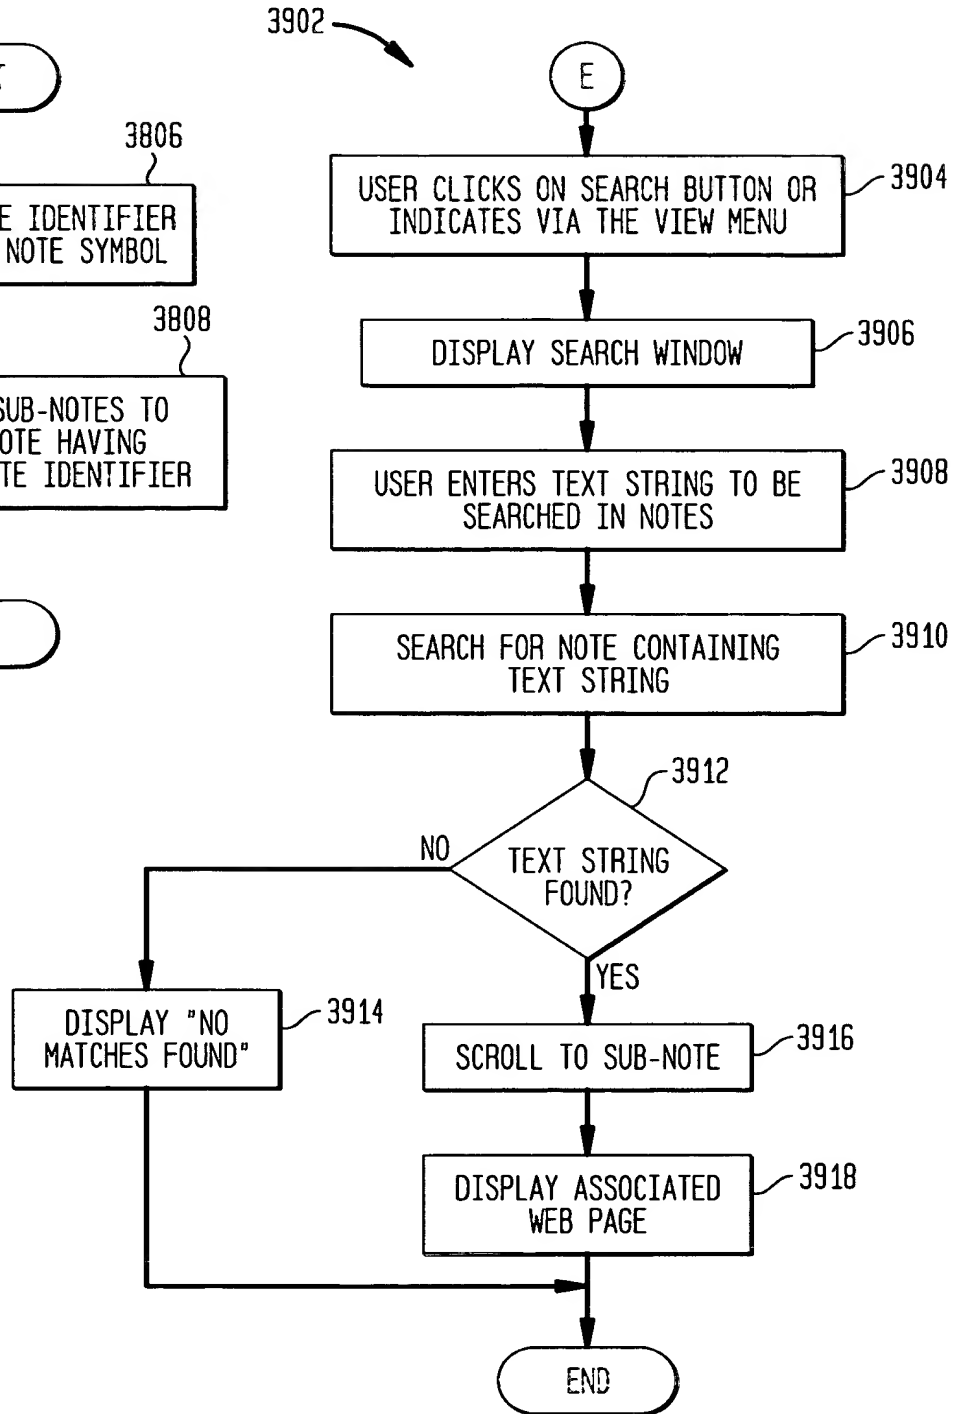 3902
E
3806
E IDENTIFIER
NOTE SYMBOL
3808
SUB-NOTES TO
OTE HAVING
TE IDENTIFIER
USER CLICKS ON SEARCH BUTTON OR
INDICATES VIA THE VIEW MENU
3904
DISPLAY SEARCH WINDOW
3906
USER ENTERS TEXT STRING TO BE
SEARCHED IN NOTES
3908
SEARCH FOR NOTE CONTAINING
TEXT STRING
3910
3912
TEXT STRING
FOUND?
NO
YES
DISPLAY "NO
MATCHES FOUND"
3914
SCROLL TO SUB-NOTE
3916
DISPLAY ASSOCIATED
WEB PAGE
3918
END